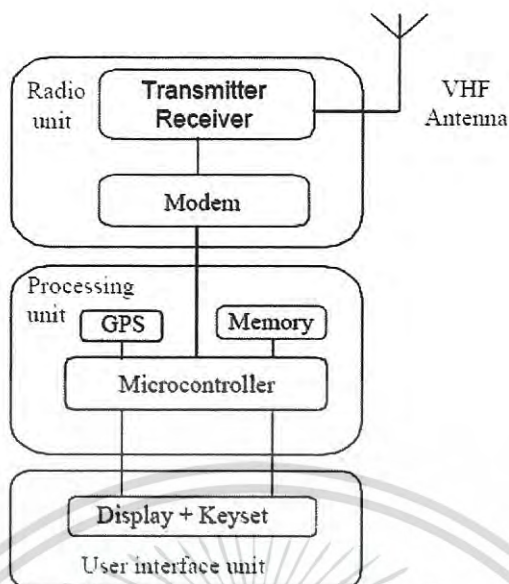 Radio
unit
Transmitter
Receiver
VHF
Antenna
Modem
Processing
unit
GPS
Memory
Microcontroller
Display + Keyset
User interface unit